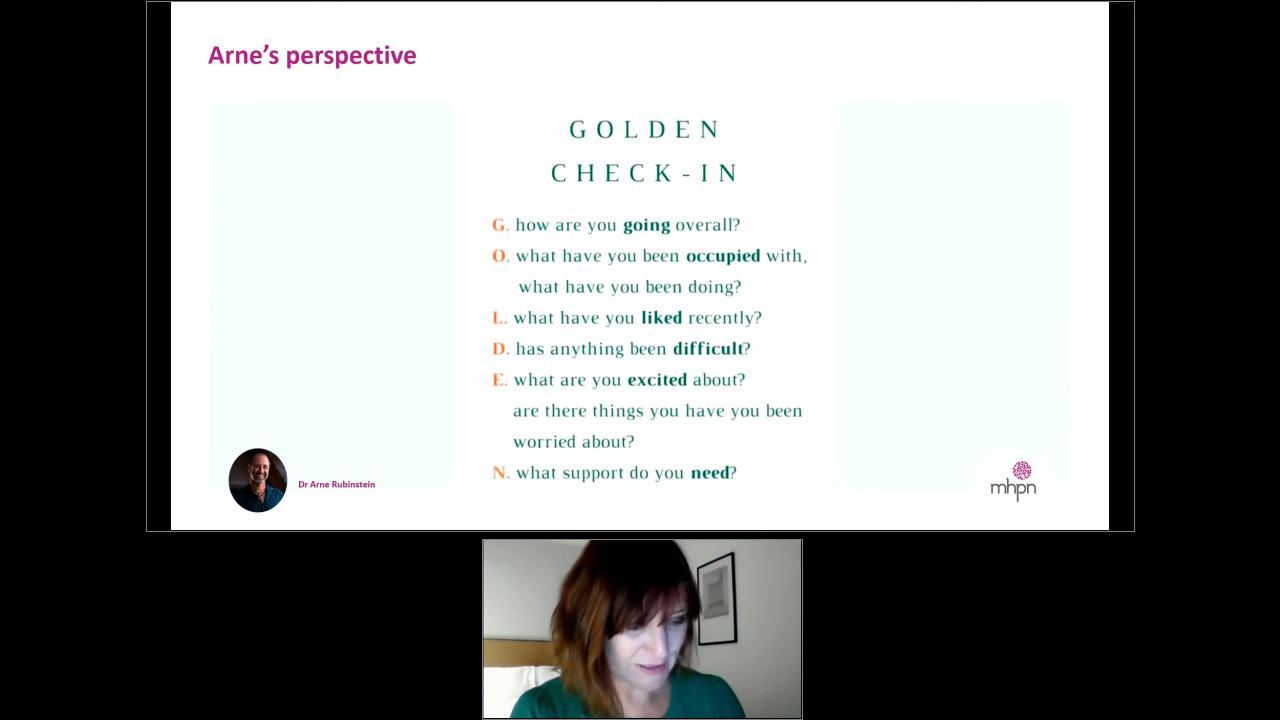 Arne's perspective
GOLDEN
CHECK-IN
G. how are you going overall?
O. what have you been occupied with,
what have you been doing?
L. what have you liked recently?
D. has anything been difficult?
E. what are you excited about?
are there things you have you been
worried about?
N. what support do you need?
Dr Arne Rubinstein
mhpn